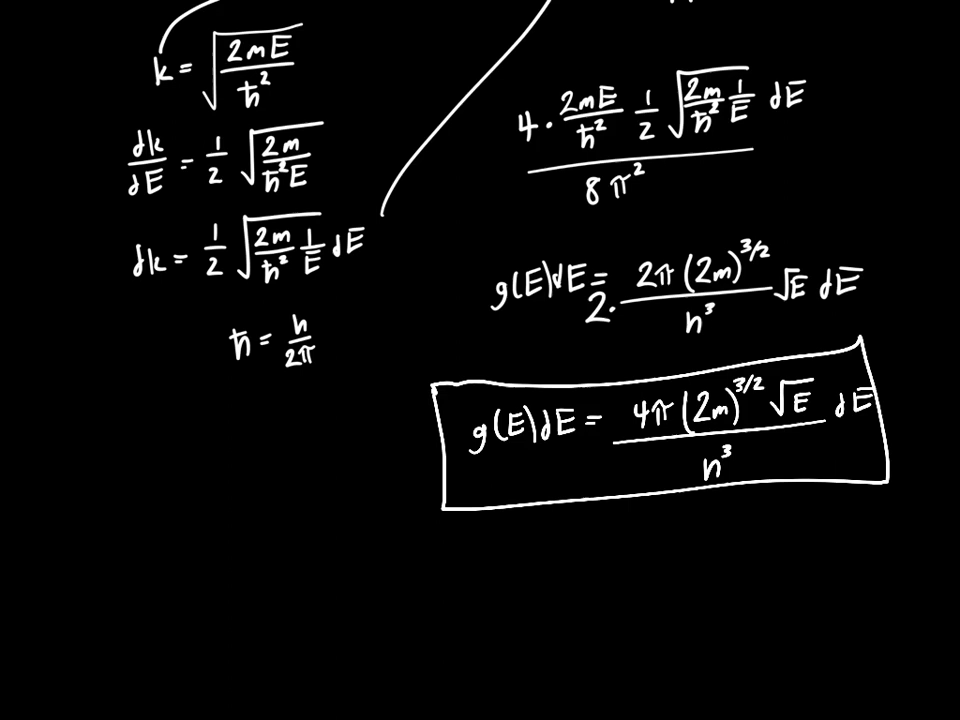 k = √(2mE/ħ²)
dk/dE = 1/2 √(2m/ħ²E)
dk = 1/2 √(2m/ħ² 1/E) dE
ħ = h/2π
4 · 2mE/ħ² 1/2 √(2m/ħ² 1/E) dE / 8π²
g(E)dE = 2 · 2π(2m)^3/2 / h³ √E dE
g(E)dE = 4π(2m)^3/2 √E / h³ dE